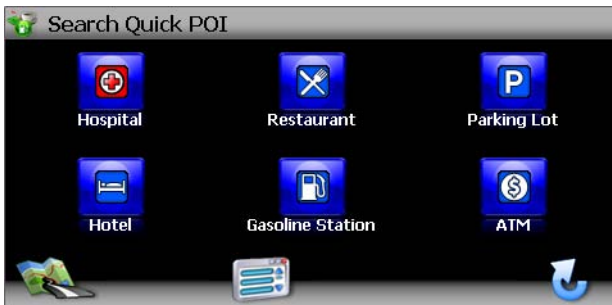 Search Quick POI
Hospital
Restaurant
P
Parking Lot
Hotel
$
Gasoline Station
ATM